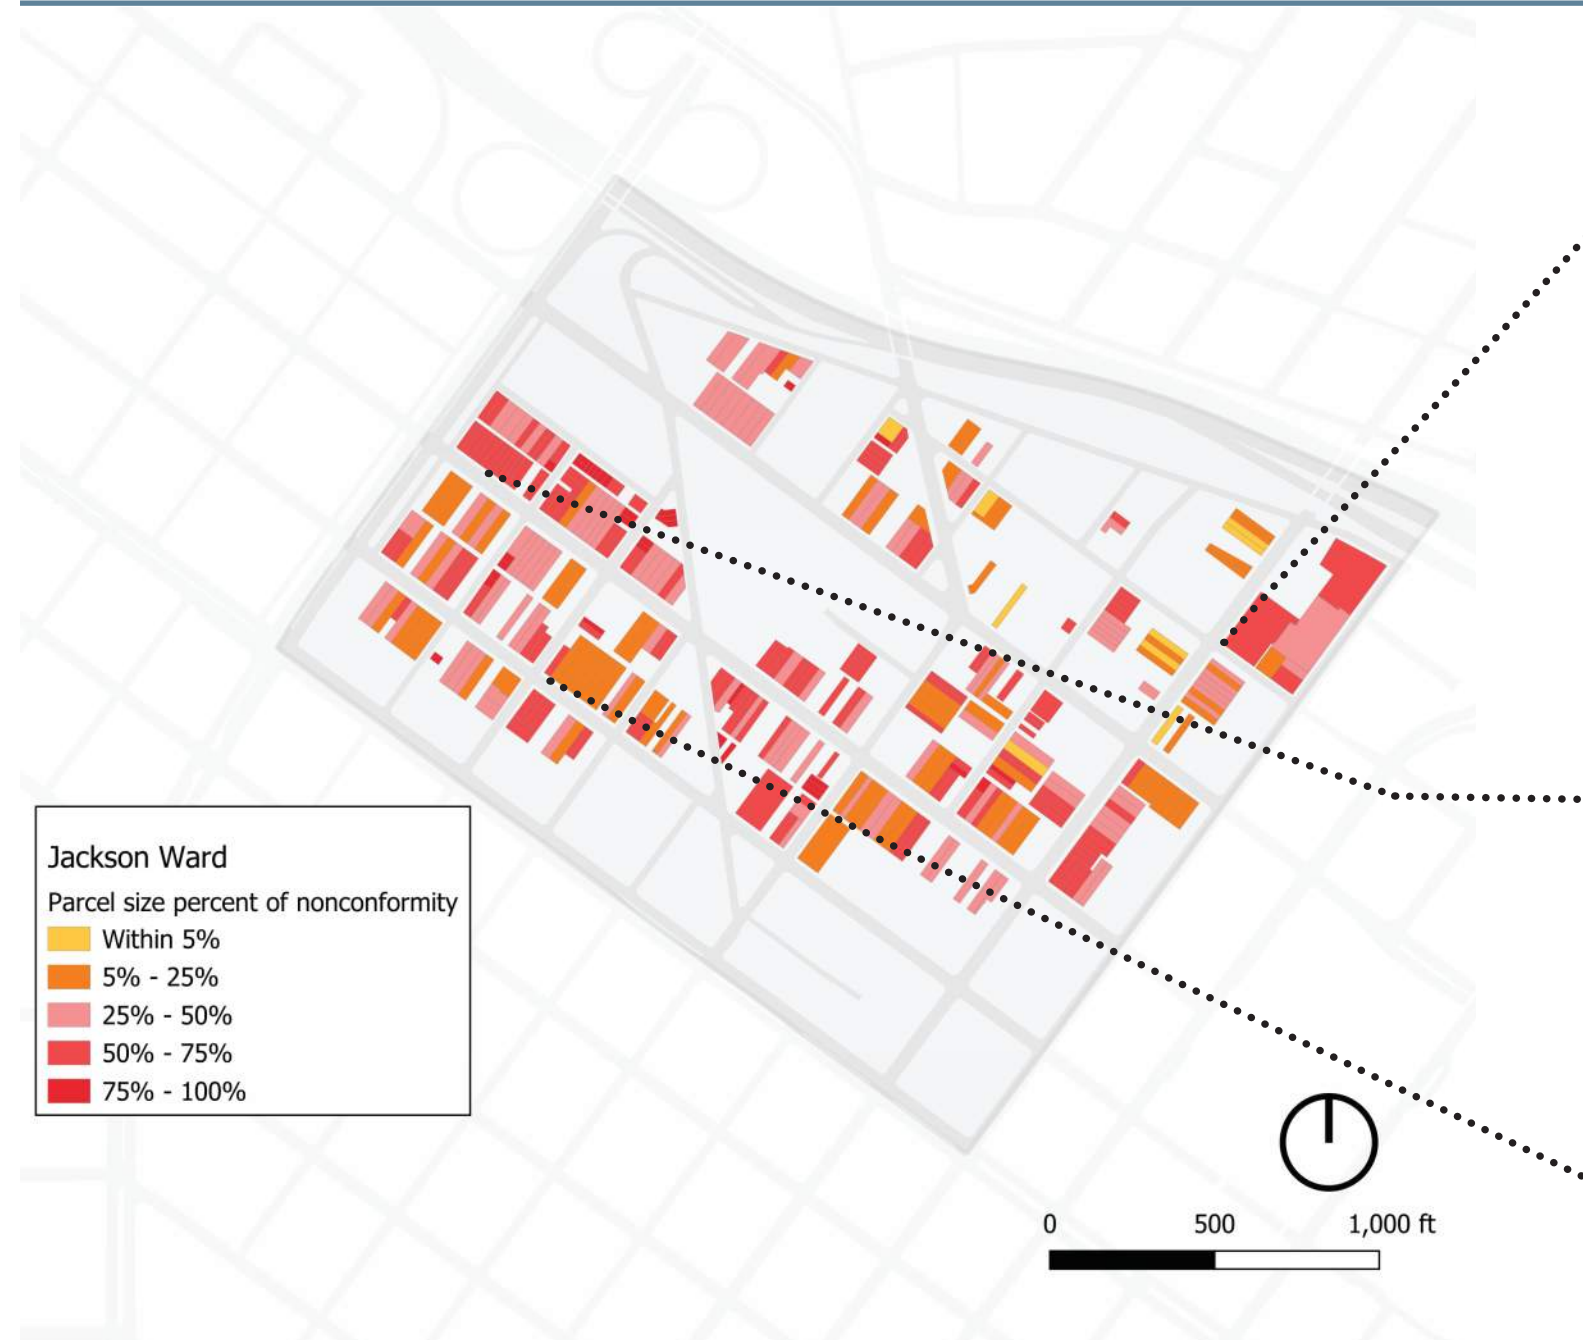 Jackson Ward
Parcel size percent of nonconformity
Within 5%
5% - 25%
25% - 50%
50% - 75%
75% - 100%
0 500 1,000 ft